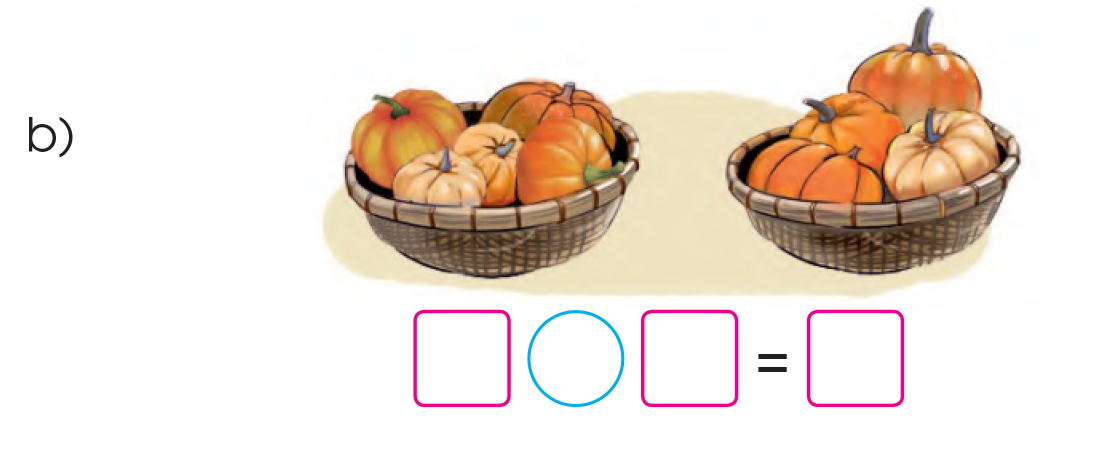 b)
=